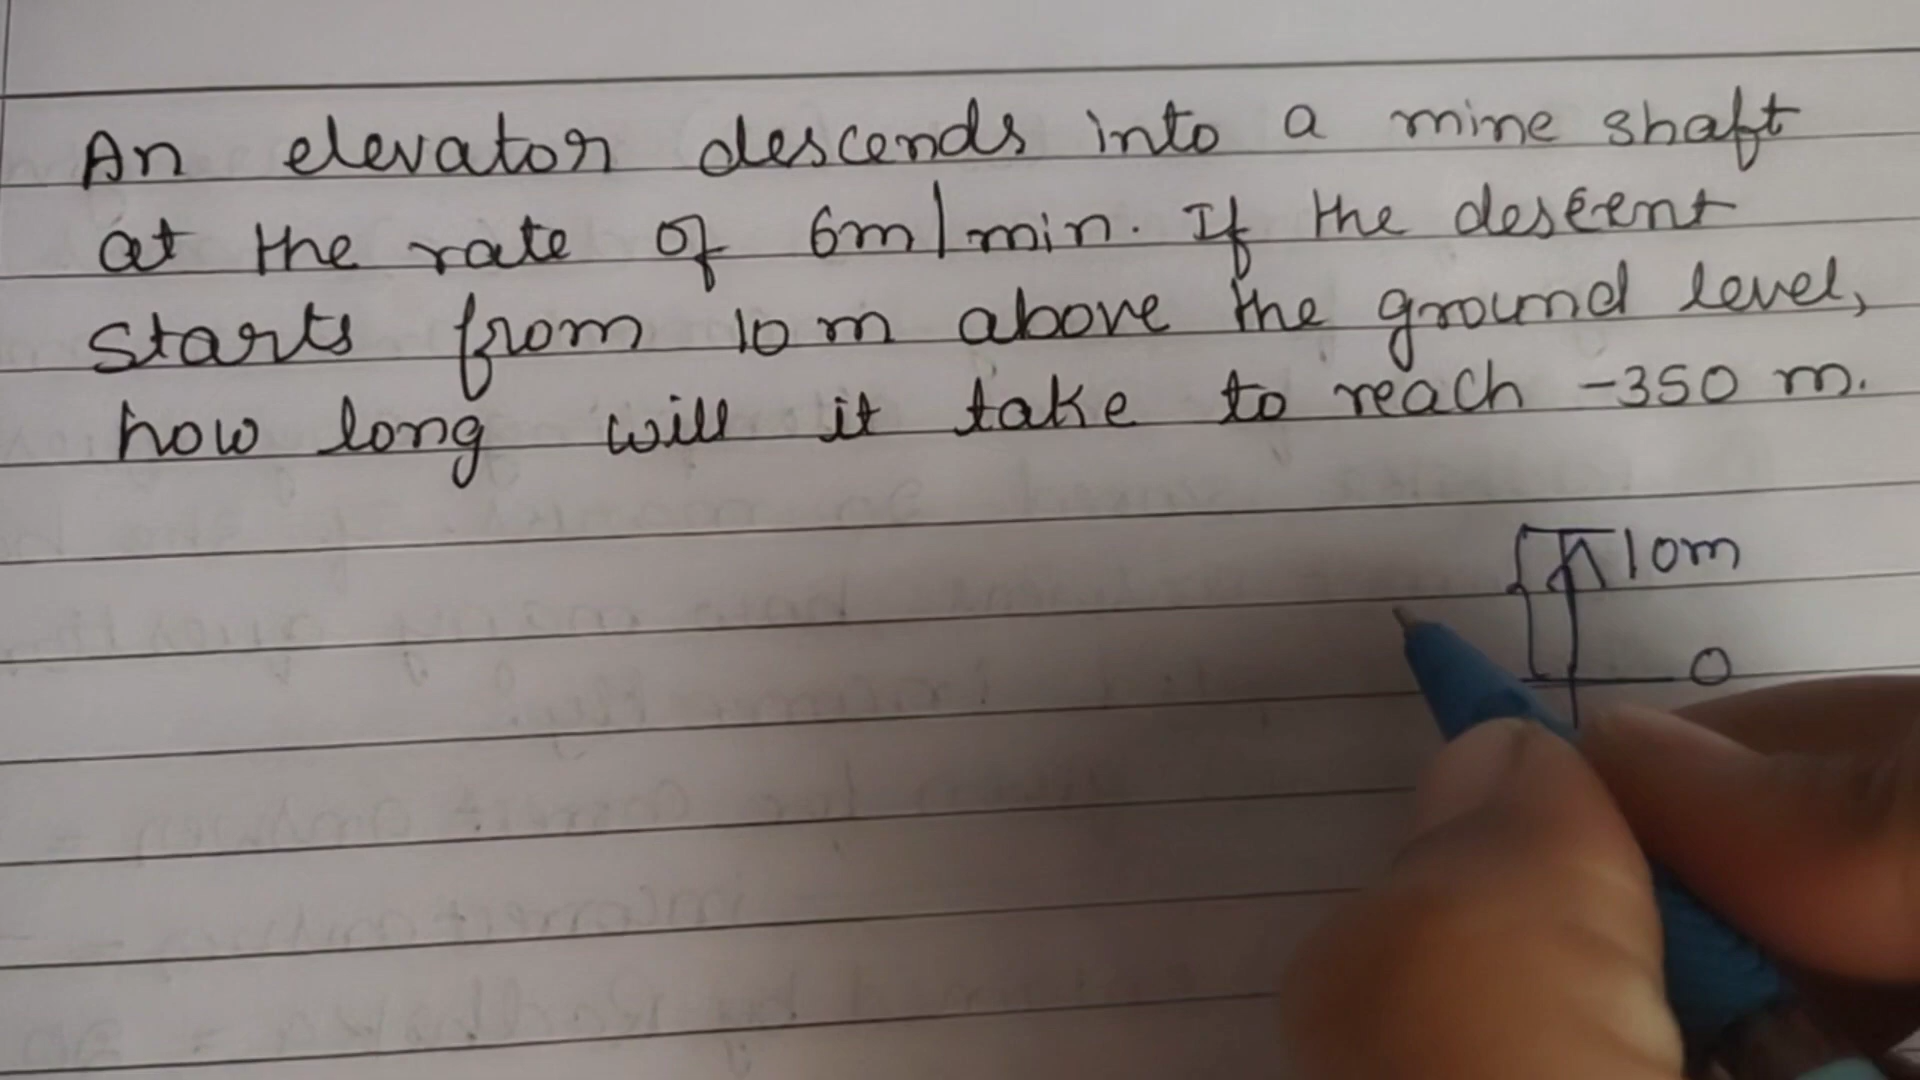 An elevator descends into a mine shaft
at the rate of 6m/min. If the descent
starts from 10 m above the ground level,
how long will it take to reach -350 m.
10m
0